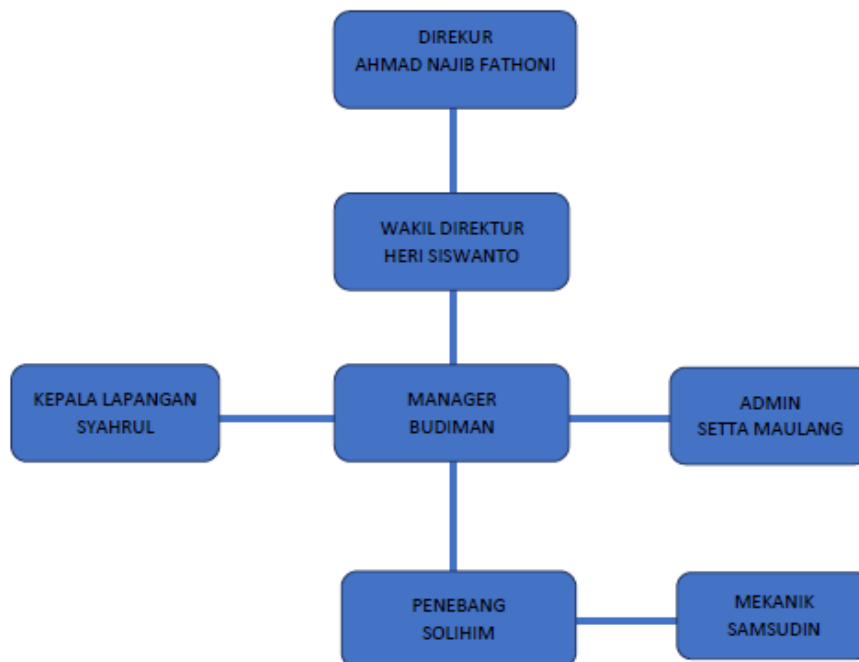 DIREKUR
AHMAD NAJIB FATHONI
WAKIL DIREKTUR
HERI SISWANTO
KEPALA LAPANGAN
SYAHRUL
MANAGER
BUDIMAN
ADMIN
SETTA MAULANG
PENEBANG
SOLIHIM
MEKANIK
SAMSUDIN